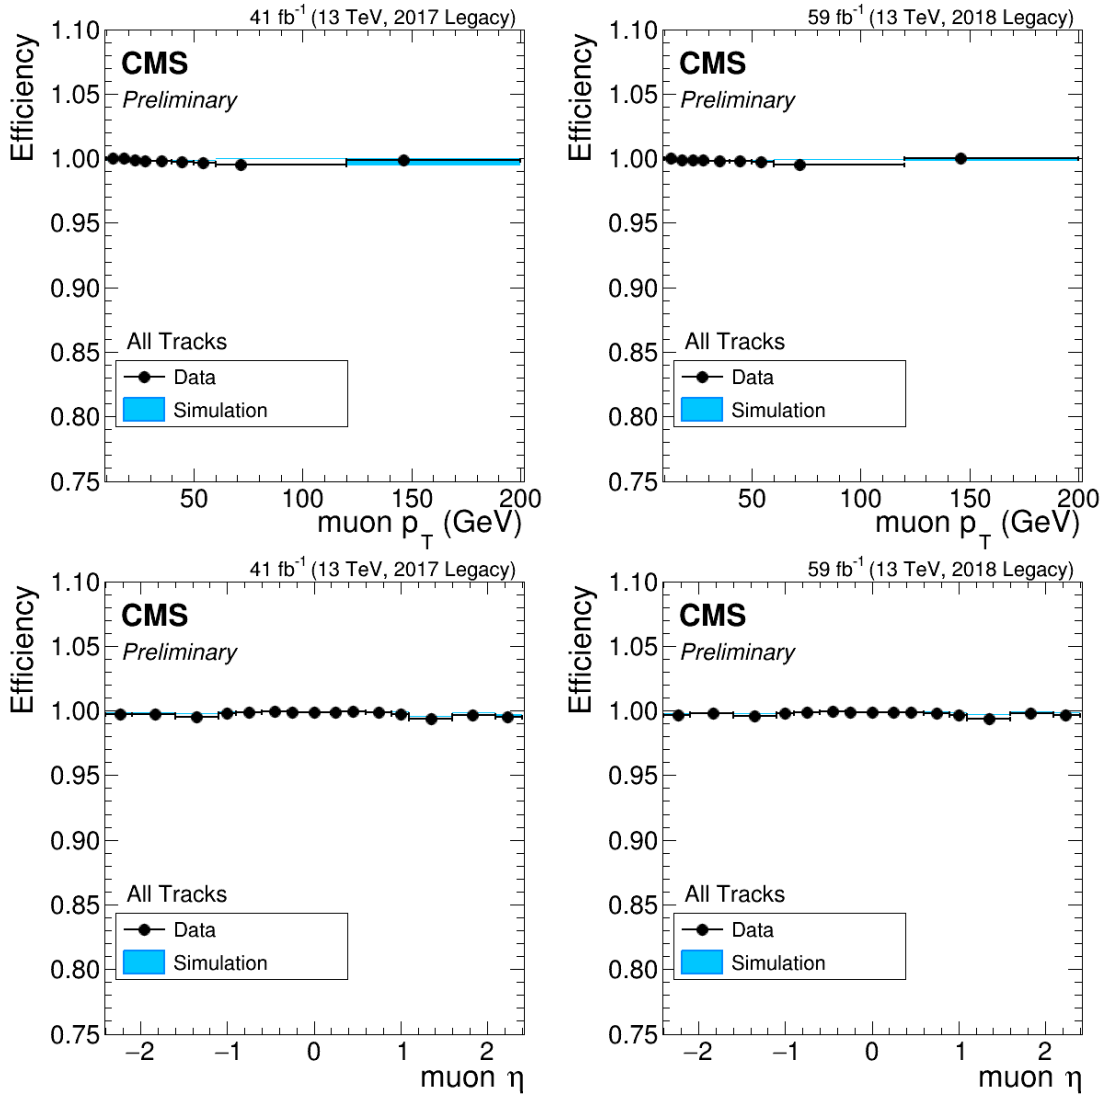 41 fb⁻¹ (13 TeV, 2017 Legacy)
Efficiency
1.10
1.05
1.00
0.95
0.90
0.85
0.80
0.75
CMS
Preliminary
All Tracks
Data
Simulation
50 100 150 200
muon p_T (GeV)
59 fb⁻¹ (13 TeV, 2018 Legacy)
Efficiency
1.10
1.05
1.00
0.95
0.90
0.85
0.80
0.75
CMS
Preliminary
All Tracks
Data
Simulation
50 100 150 200
muon p_T (GeV)
41 fb⁻¹ (13 TeV, 2017 Legacy)
Efficiency
1.10
1.05
1.00
0.95
0.90
0.85
0.80
0.75
CMS
Preliminary
All Tracks
Data
Simulation
−2 −1 0 1 2
muon η
59 fb⁻¹ (13 TeV, 2018 Legacy)
Efficiency
1.10
1.05
1.00
0.95
0.90
0.85
0.80
0.75
CMS
Preliminary
All Tracks
Data
Simulation
−2 −1 0 1 2
muon η